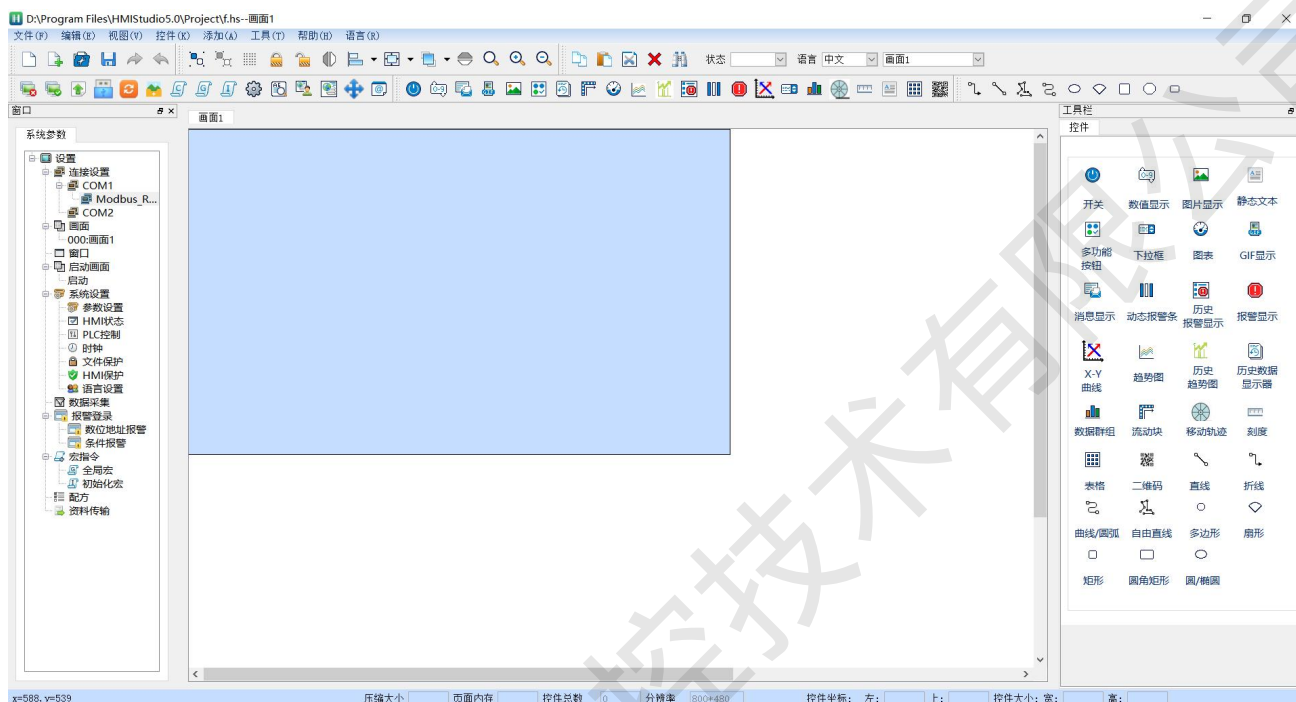 D:\Program Files\HMIStudio5.0\Project\f.hs--画面1
文件(F) 编辑(E) 视图(V) 控件(K) 添加(A) 工具(T) 帮助(H) 语言(R)
状态 语言 中文 画面1
窗口
系统参数
设置
连接设置
COM1
Modbus_R...
COM2
画面
000:画面1
窗口
启动画面
启动
系统设置
参数设置
HMI状态
PLC控制
时钟
文件保护
HMI保护
语言设置
数据采集
报警登录
数位地址报警
条件报警
宏指令
全局宏
初始化宏
配方
资料传输
画面1
工具栏
控件
开关 数值显示 图片显示 静态文本
多功能按钮 下拉框 图表 GIF显示
消息显示 动态报警条 历史报警显示 报警显示
X-Y曲线 趋势图 历史趋势图 历史数据显示器
数据群组 流动块 移动轨迹 刻度
表格 二维码 直线 折线
曲线/圆弧 自由直线 多边形 扇形
矩形 圆角矩形 圆/椭圆
x=588, y=539 压缩大小 页面内存 控件总数 0 分辨率 800*480 控件坐标: 左: 上: 控件大小: 宽: 高:
控技术有限公司